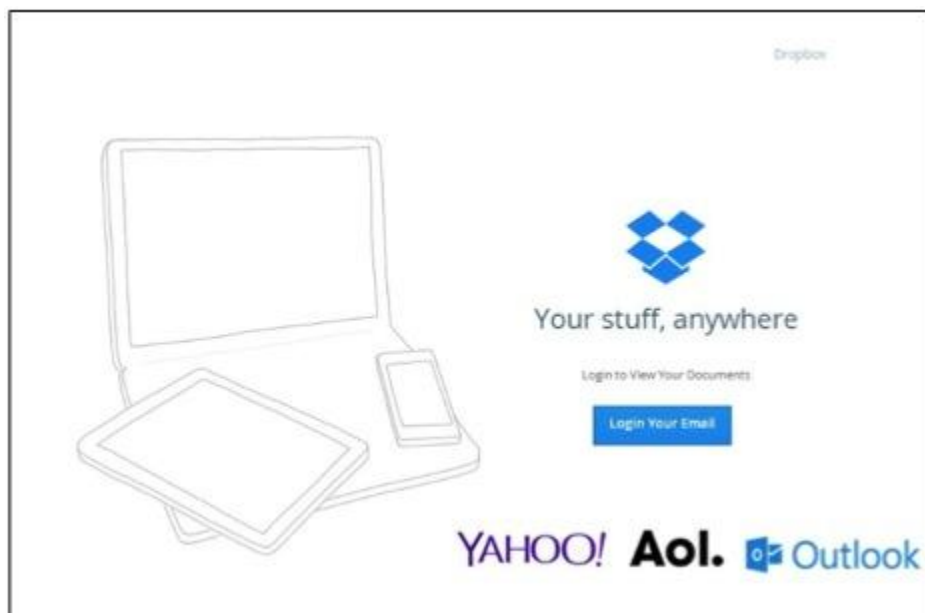 Dropbox
Your stuff, anywhere
Login to View Your Documents
Login Your Email
YAHOO! Aol. Outlook